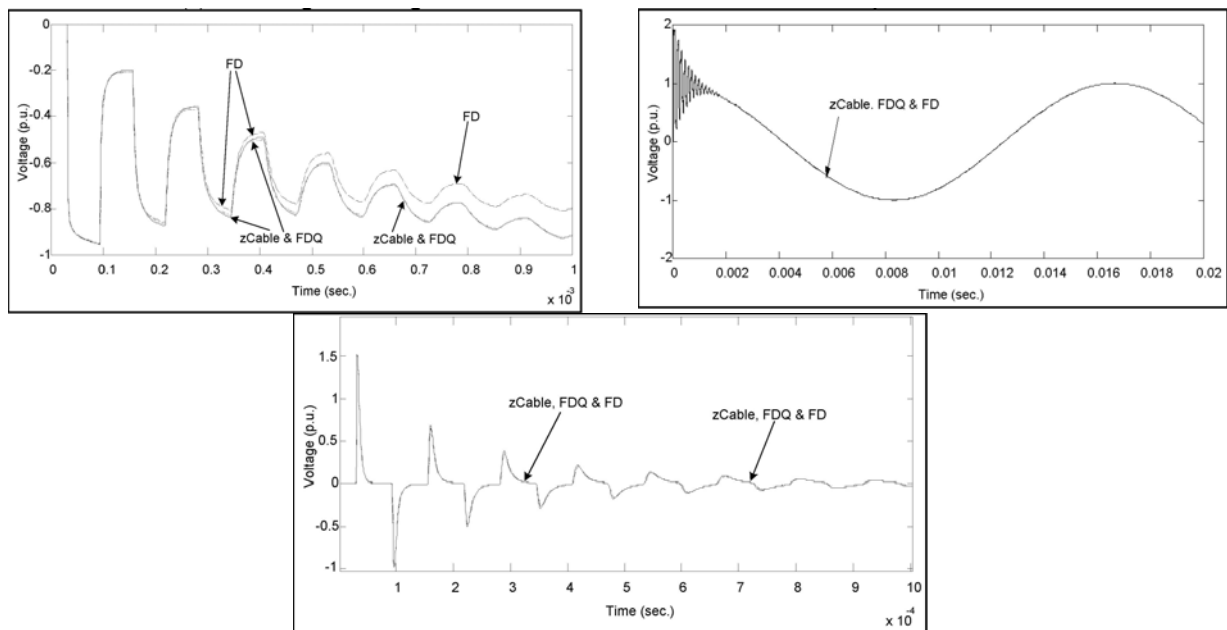 0
-0.2
-0.4
-0.6
-0.8
-1
Voltage (p.u.)
FD
FD
zCable & FDQ
zCable & FDQ
0 0.1 0.2 0.3 0.4 0.5 0.6 0.7 0.8 0.9 1
Time (sec.)
x 10-3
2
1
0
-1
-2
Voltage (p.u.)
zCable. FDQ & FD
0 0.002 0.004 0.006 0.008 0.01 0.012 0.014 0.016 0.018 0.02
Time (sec.)
1.5
1
0.5
0
-0.5
-1
Voltage (p.u.)
zCable, FDQ & FD
zCable, FDQ & FD
1 2 3 4 5 6 7 8 9 10
Time (sec.)
x 10-4